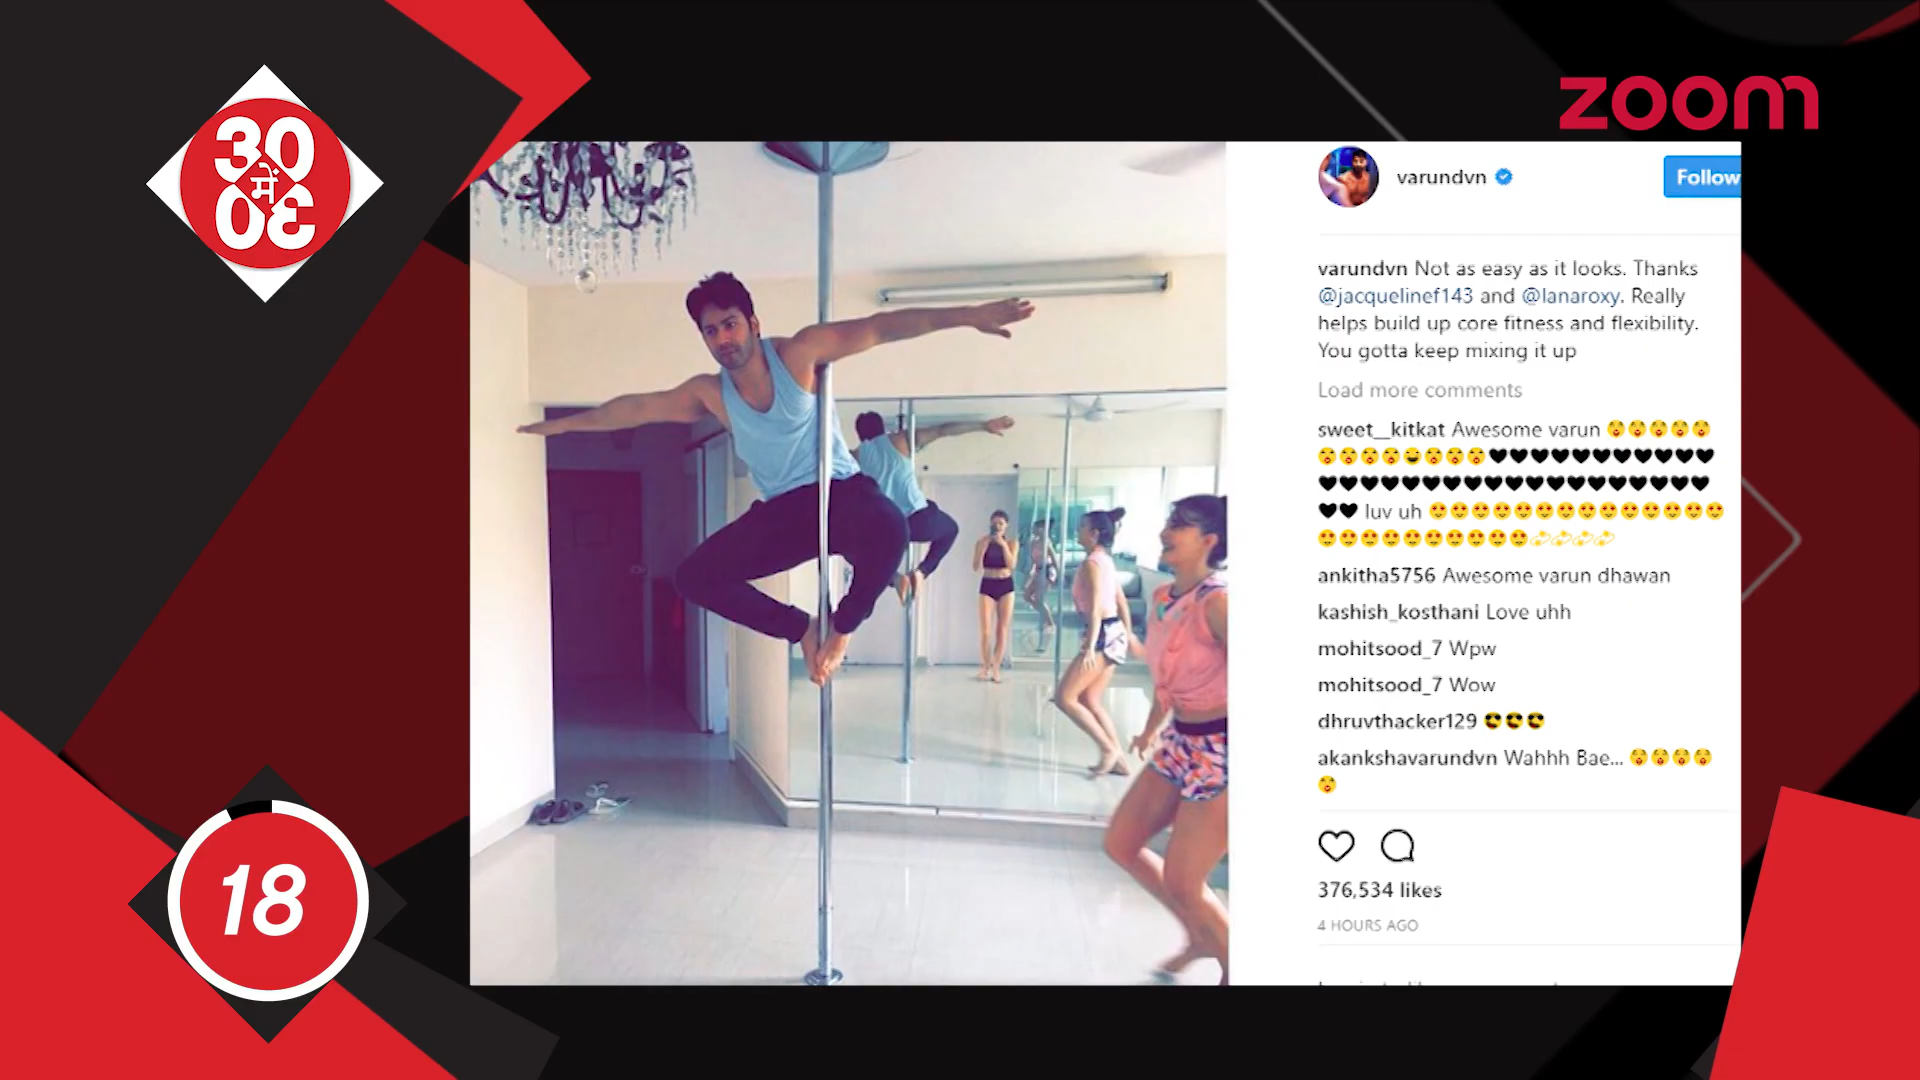 30
में
30
zoom
varundvn
Follow
varundvn Not as easy as it looks. Thanks
@jacquelinef143 and @lanaroxy. Really
helps build up core fitness and flexibility.
You gotta keep mixing it up
Load more comments
sweet__kitkat Awesome varun 😲😲😲😲😲
😲😲😲😲😄😲😲😲🖤🖤🖤🖤🖤🖤🖤🖤🖤🖤🖤
🖤🖤🖤🖤🖤🖤🖤🖤🖤🖤🖤🖤🖤🖤🖤🖤🖤🖤🖤
🖤🖤 luv uh 😍😍😍😍😍😍😍😍😍😍😍😍😍😍
😍😍😍😍😍😍😍😍😍😍💫💫💫💫
ankitha5756 Awesome varun dhawan
kashish_kosthani Love uhh
mohitsood_7 Wpw
mohitsood_7 Wow
dhruvthacker129 😎😎😎
akankshavarundvn Wahhh Bae... 😲😲😲😲
😲
376,534 likes
4 HOURS AGO
18